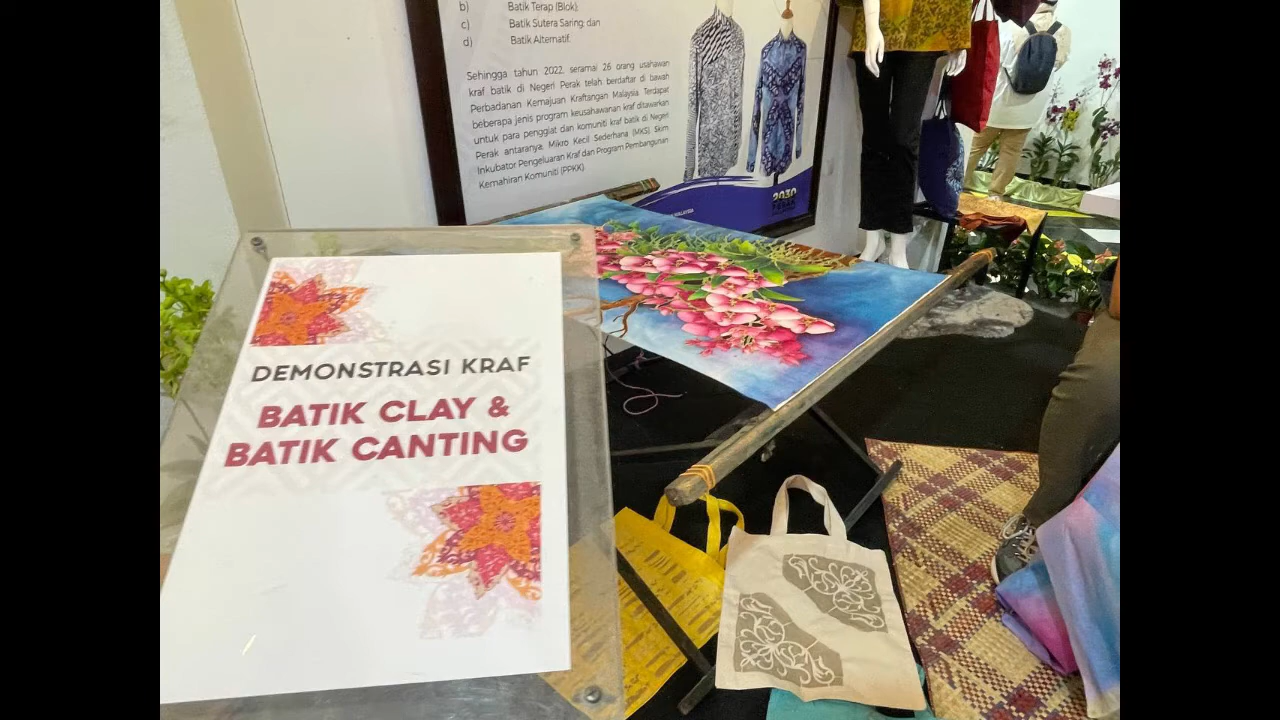 b) Batik Terap (Blok);
c) Batik Sutera Saring; dan
d) Batik Alternatif.
Sehingga tahun 2022, seramai 26 orang usahawan
kraf batik di Negeri Perak telah berdaftar di bawah
Perbadanan Kemajuan Kraftangan Malaysia. Terdapat
beberapa jenis program keusahawanan kraf ditawarkan
untuk para penggiat dan komuniti kraf batik di Negeri
Perak antaranya; Mikro Kecil Sederhana (MKS), Skim
Inkubator Pengeluaran Kraf dan Program Pembangunan
Kemahiran Komuniti (PPKK)
2030
PERAK
MALAYSIA
DEMONSTRASI KRAF
BATIK CLAY &
BATIK CANTING